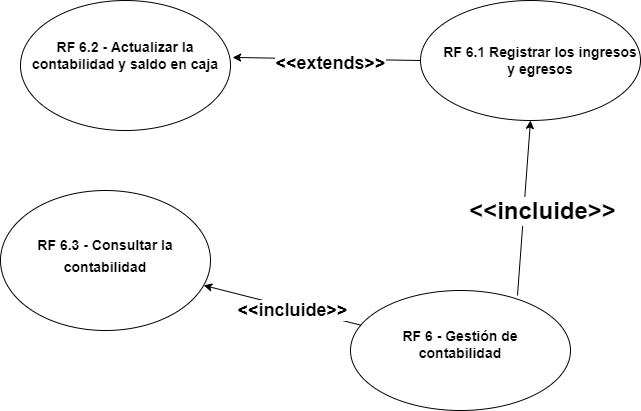 RF 6.2 - Actualizar la
contabilidad y saldo en caja
<<extends>>
RF 6.1 Registrar los ingresos
y egresos
<<incluide>>
RF 6.3 - Consultar la
contabilidad
<<incluide>>
RF 6 - Gestión de
contabilidad